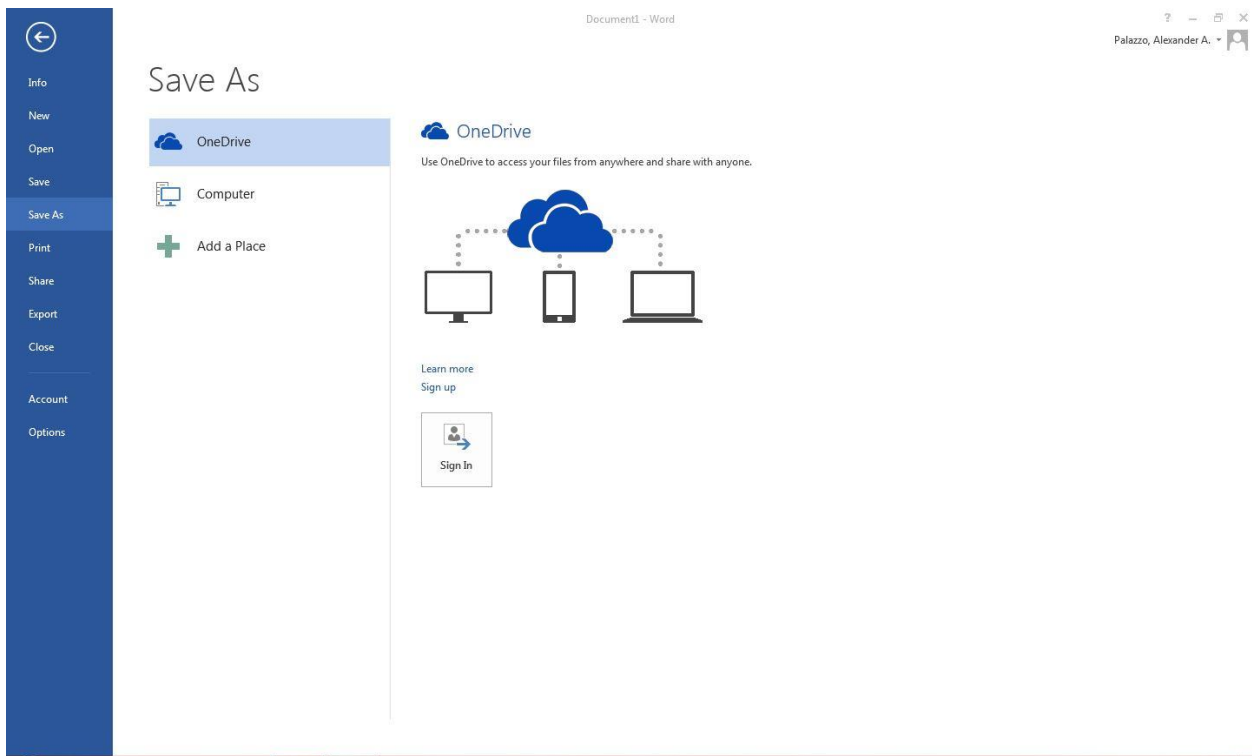 Document1 - Word
?
Palazzo, Alexander A.
Info
New
Open
Save
Save As
Print
Share
Export
Close
Account
Options
Save As
OneDrive
Computer
Add a Place
OneDrive
Use OneDrive to access your files from anywhere and share with anyone.
Learn more
Sign up
Sign In